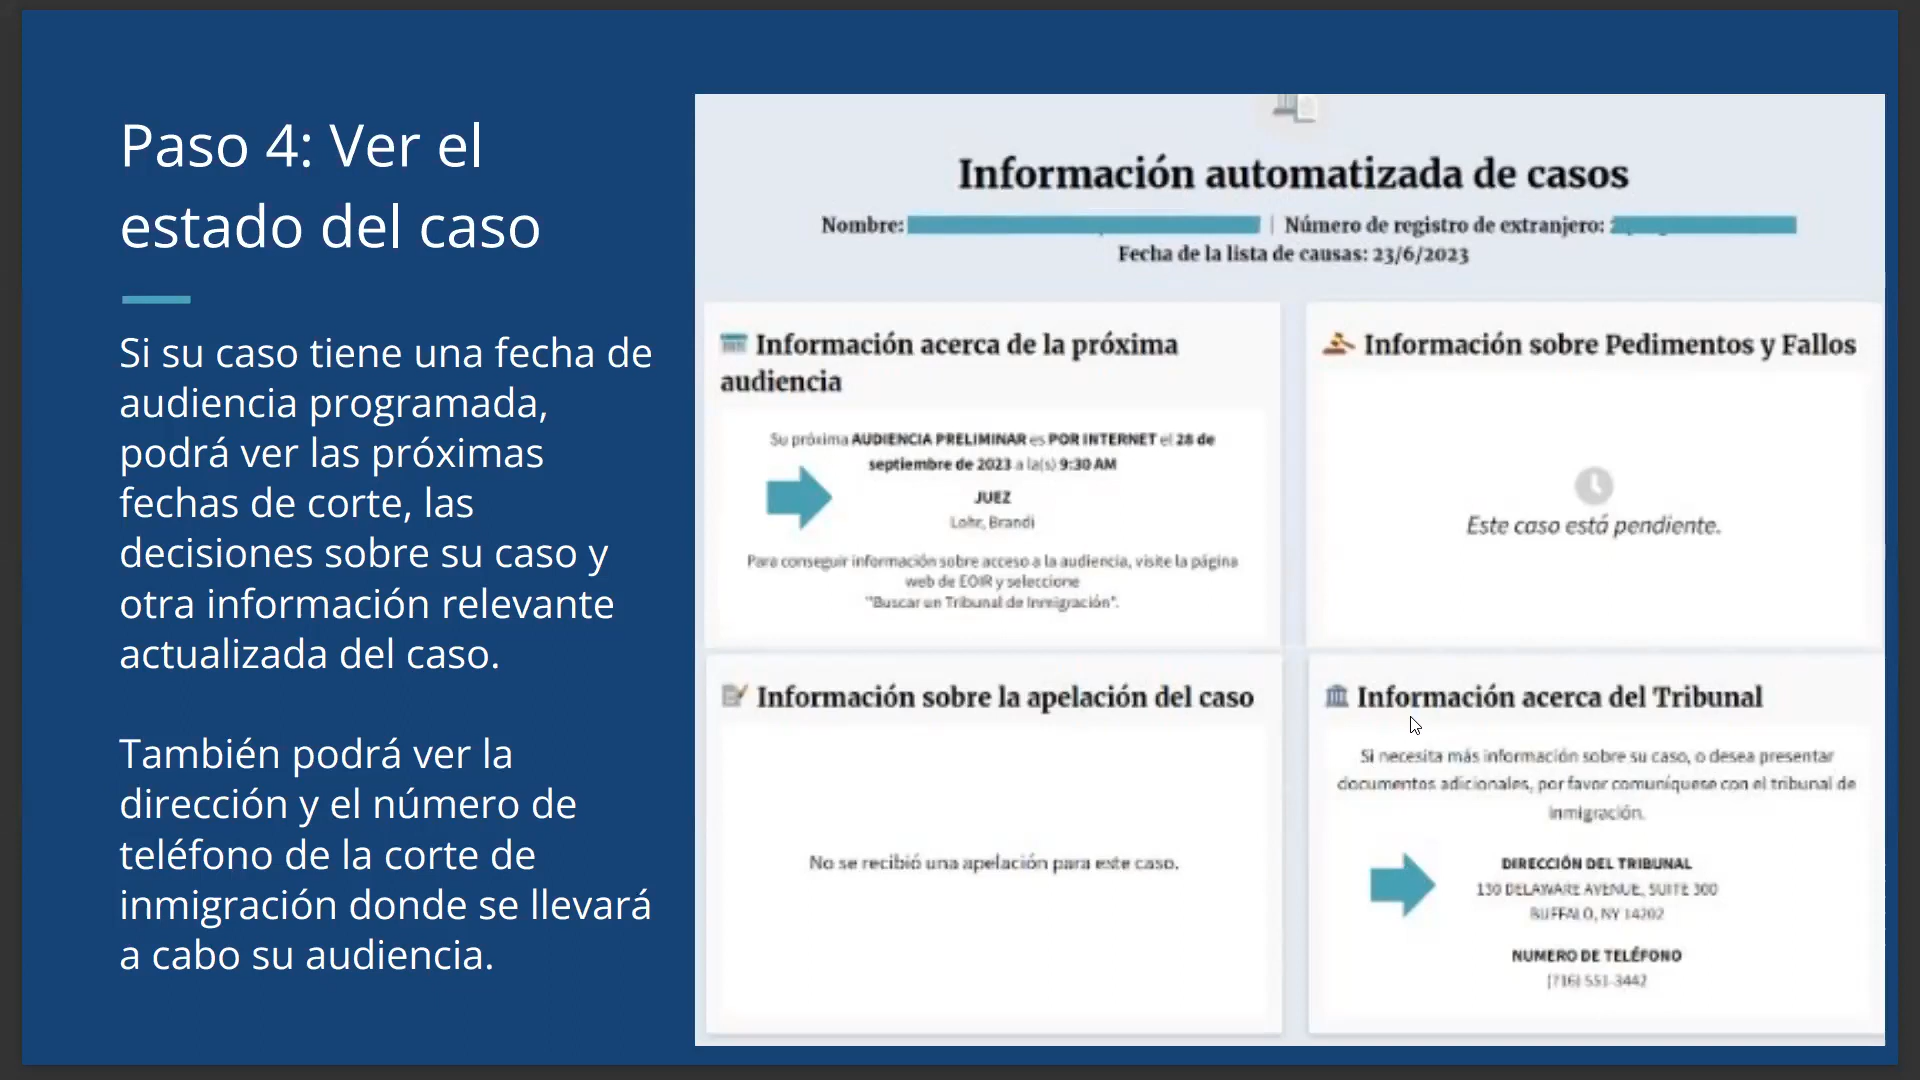 Paso 4: Ver el
estado del caso
Si su caso tiene una fecha de
audiencia programada,
podrá ver las próximas
fechas de corte, las
decisiones sobre su caso y
otra información relevante
actualizada del caso.
También podrá ver la
dirección y el número de
teléfono de la corte de
inmigración donde se llevará
a cabo su audiencia.
Información automatizada de casos
Nombre: | Número de registro de extranjero:
Fecha de la lista de causas: 23/6/2023
Información acerca de la próxima
audiencia
Su próxima AUDIENCIA PRELIMINAR es POR INTERNET el 28 de
septiembre de 2023 a la(s) 9:30 AM
JUEZ
Lohr, Brandi
Para conseguir información sobre acceso a la audiencia, visite la página
web de EOIR y seleccione
"Buscar un Tribunal de Inmigración".
Información sobre Pedimentos y Fallos
Este caso está pendiente.
Información sobre la apelación del caso
No se recibió una apelación para este caso.
Información acerca del Tribunal
Si necesita más información sobre su caso, o desea presentar
documentos adicionales, por favor comuníquese con el tribunal de
inmigración.
DIRECCIÓN DEL TRIBUNAL
130 DELAWARE AVENUE, SUITE 300
BUFFALO, NY 14202
NUMERO DE TELÉFONO
(716) 551-3442